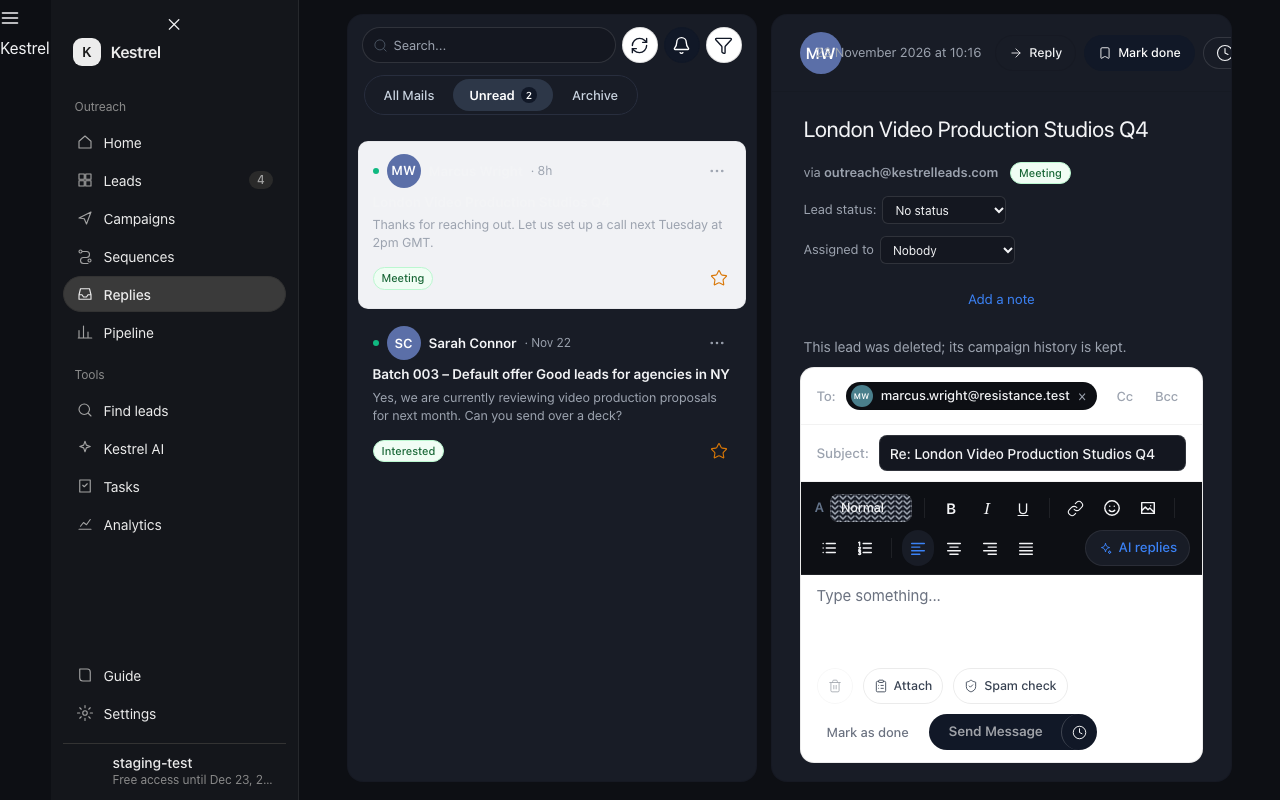 Kestrel
K Kestrel
Outreach
Home
Leads 4
Campaigns
Sequences
Replies
Pipeline
Tools
Find leads
Kestrel AI
Tasks
Analytics
Guide
Settings
staging-test
Free access until Dec 23, 2...
Search...
All Mails Unread 2 Archive
MW · 8h
Thanks for reaching out. Let us set up a call next Tuesday at
2pm GMT.
Meeting
SC Sarah Connor · Nov 22
Batch 003 – Default offer Good leads for agencies in NY
Yes, we are currently reviewing video production proposals
for next month. Can you send over a deck?
Interested
MW November 2026 at 10:16 Reply Mark done
London Video Production Studios Q4
via outreach@kestrelleads.com Meeting
Lead status: No status
Assigned to Nobody
Add a note
This lead was deleted; its campaign history is kept.
To: MW marcus.wright@resistance.test × Cc Bcc
Subject: Re: London Video Production Studios Q4
A Normal B I U
AI replies
Type something...
Attach Spam check
Mark as done Send Message